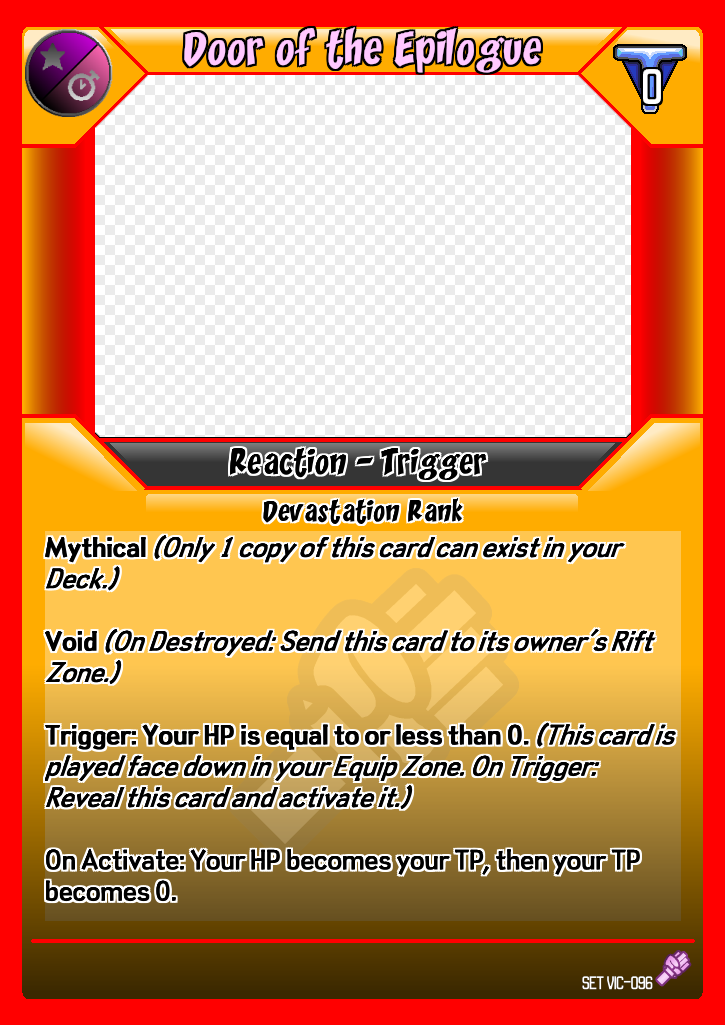 Door of the Epilogue
0
Reaction - Trigger
Devastation Rank
Mythical (Only 1 copy of this card can exist in your
Deck.)
Void (On Destroyed: Send this card to its owner's Rift
Zone.)
Trigger: Your HP is equal to or less than 0. (This card is
played face down in your Equip Zone. On Trigger:
Reveal this card and activate it.)
On Activate: Your HP becomes your TP, then your TP
becomes 0.
SET VIC-096